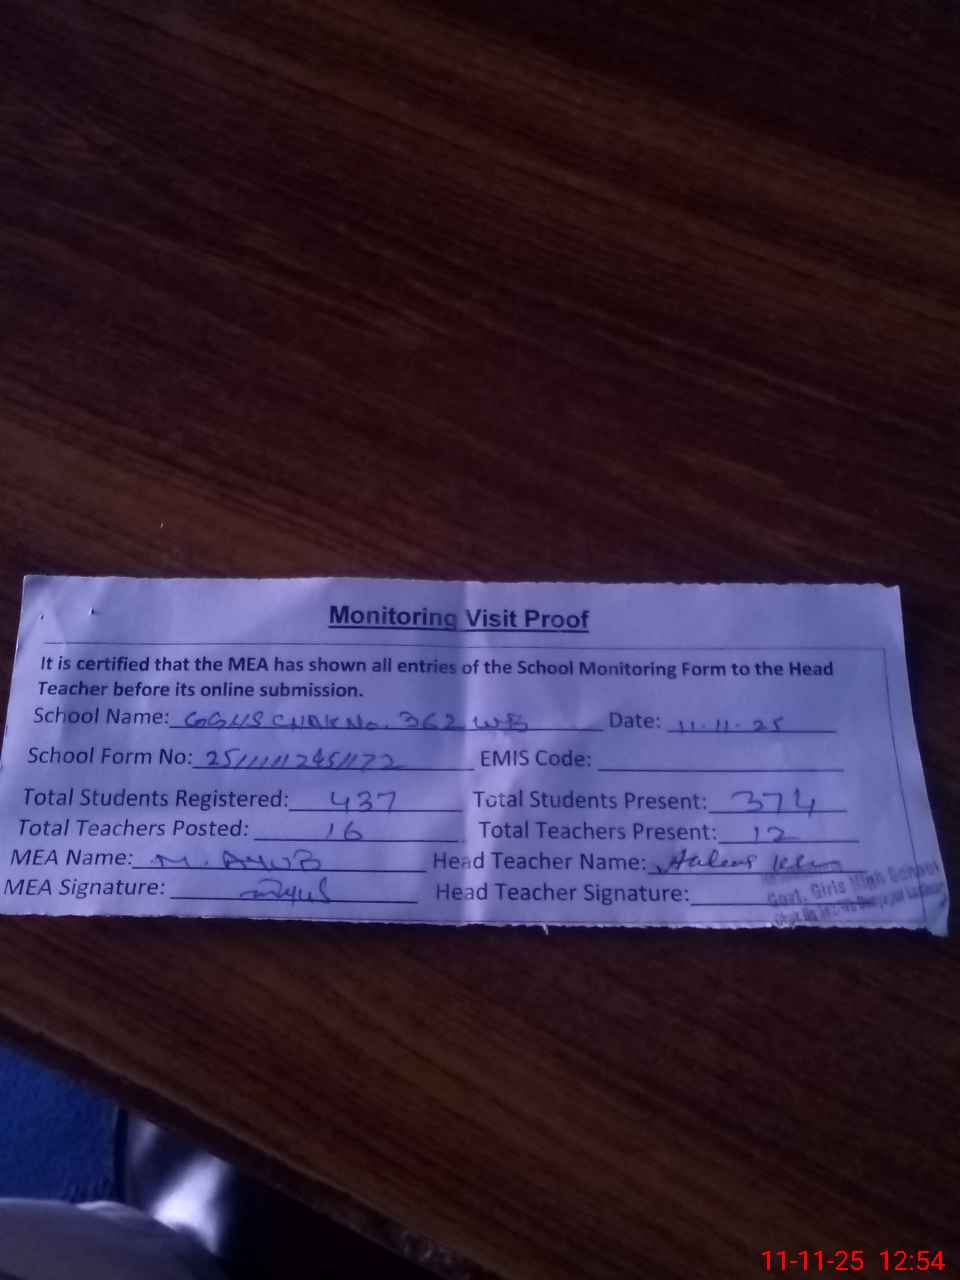 Monitoring Visit Proof
It is certified that the MEA has shown all entries of the School Monitoring Form to the Head
Teacher before its online submission.
School Name: GGHS CHAK No. 362 WB Date: 11-11-25
School Form No: EMIS Code:
Total Students Registered: 437 Total Students Present: 374
Total Teachers Posted: 16 Total Teachers Present: 12
MEA Name: M. AYUB Head Teacher Name:
MEA Signature: Head Teacher Signature:
Govt. Girls High School
11-11-25 12:54